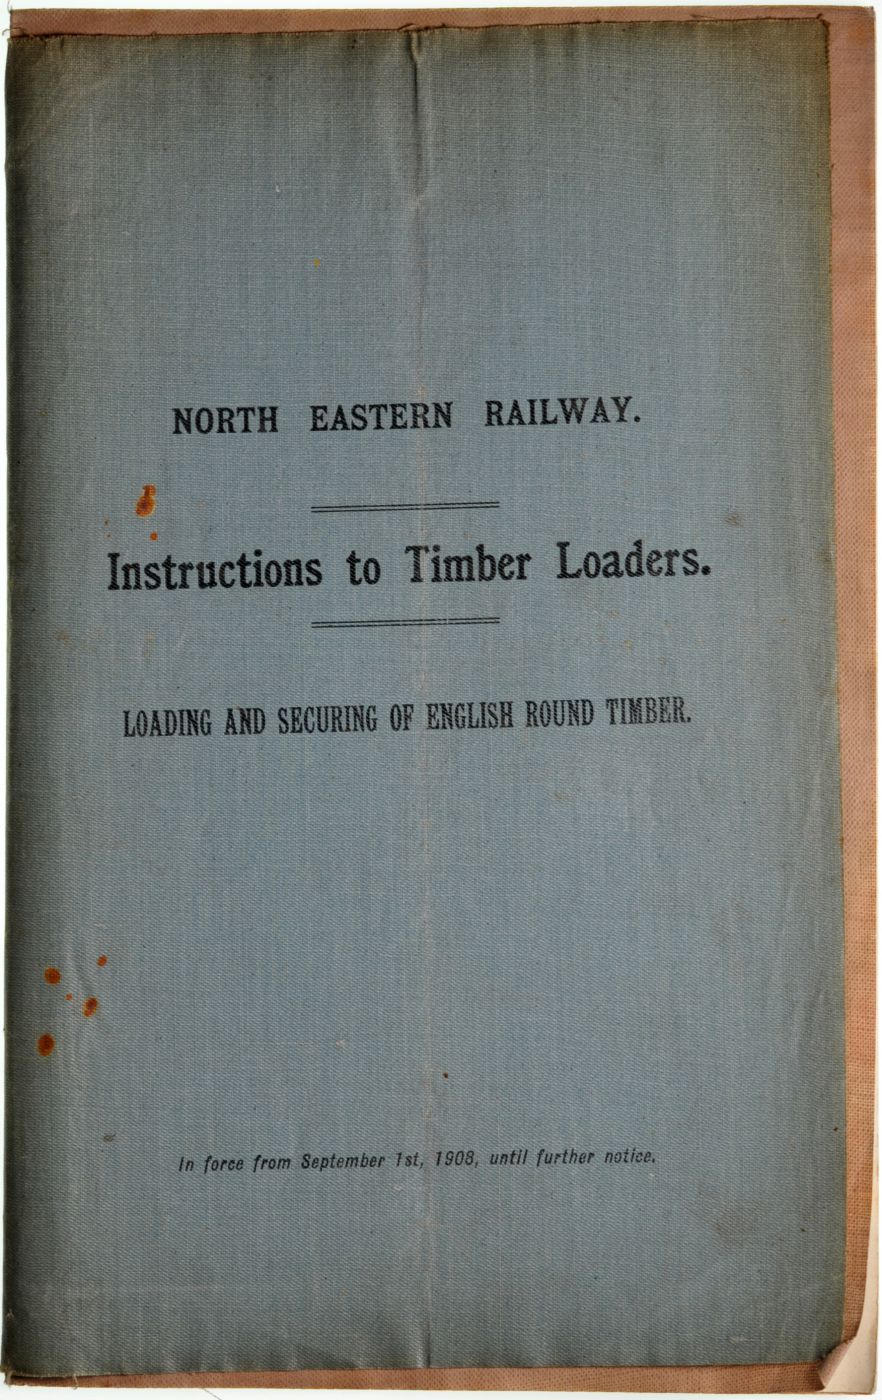 NORTH EASTERN RAILWAY.
Instructions to Timber Loaders.
LOADING AND SECURING OF ENGLISH ROUND TIMBER.
In force from September 1st, 1908, until further notice.